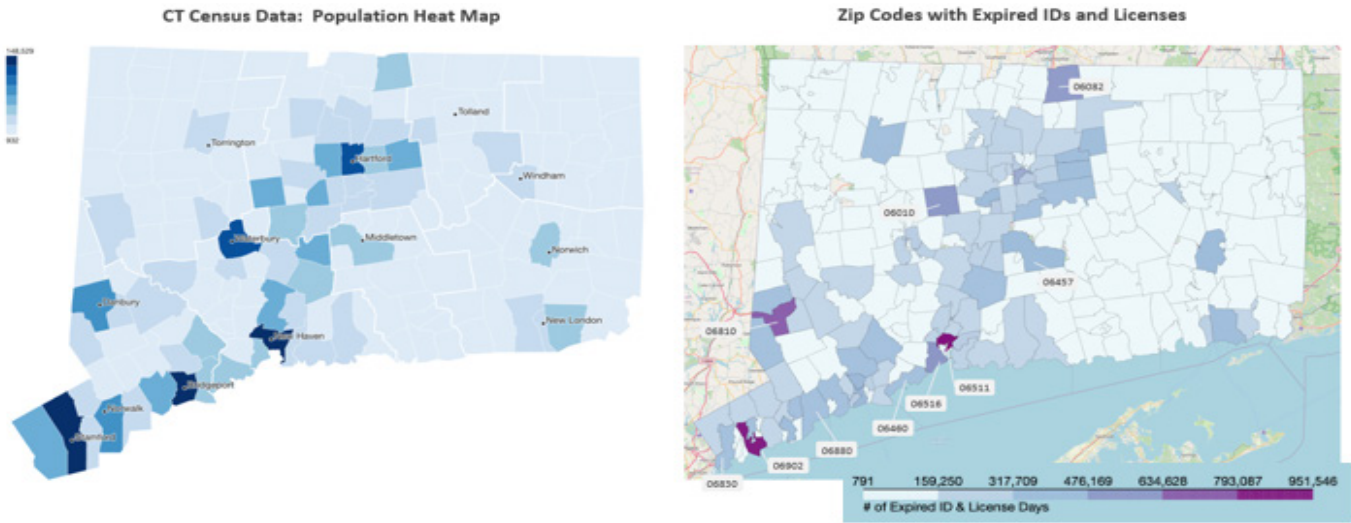 CT Census Data: Population Heat Map
148,529
932
Tolland
Torrington
Hartford
Windham
Waterbury
Middletown
Norwich
Danbury
New London
New Haven
Bridgeport
Norwalk
Stamford
Zip Codes with Expired IDs and Licenses
06082
06010
06457
06810
06511
06516
06460
06880
06902
06830
791 159,250 317,709 476,169 634,628 793,087 951,546
# of Expired ID & License Days